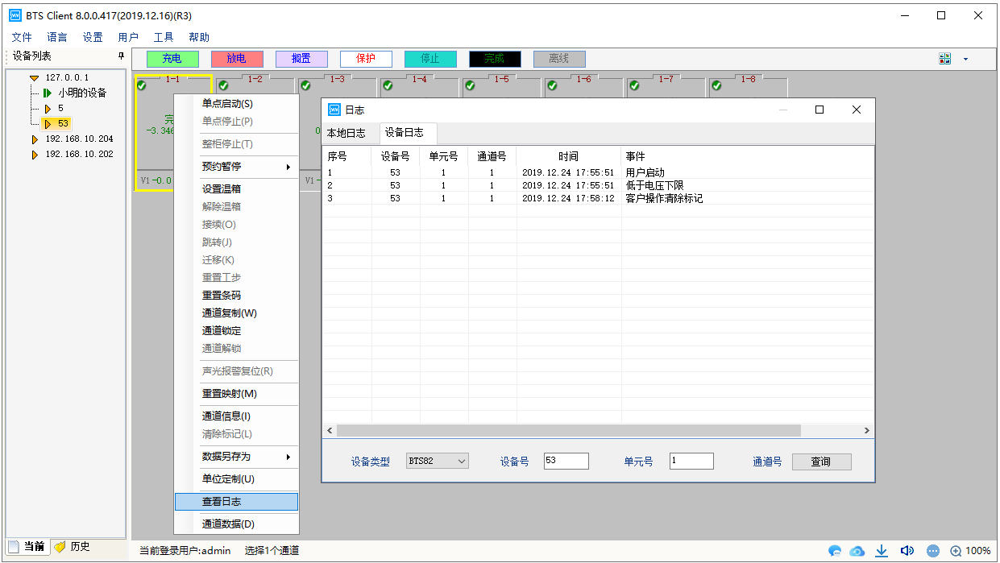 BTS Client 8.0.0.417(2019.12.16)(R3)
文件 语言 设置 用户 工具 帮助
设备列表
充电 放电 搁置 保护 停止 完成 离线
127.0.0.1
小明的设备
5
53
192.168.10.204
192.168.10.202
1-1 1-2 1-3 1-4 1-5 1-6 1-7 1-8
完
-3.346
0
V1-0.0
V1-
单点启动(S)
单点停止(P)
整柜停止(T)
预约暂停
设置温箱
解除温箱
接续(O)
跳转(J)
迁移(K)
重置工步
重置条码
通道复制(W)
通道锁定
通道解锁
声光报警复位(R)
重置映射(M)
通道信息(I)
清除标记(L)
数据另存为
单位定制(U)
查看日志
通道数据(D)
日志
本地日志 设备日志
序号 设备号 单元号 通道号 时间 事件
1 53 1 1 2019.12.24 17:55:51 用户启动
2 53 1 1 2019.12.24 17:55:51 低于电压下限
3 53 1 1 2019.12.24 17:58:12 客户操作清除标记
设备类型 BTS82 设备号 53 单元号 1 通道号 查询
当前 历史
当前登录用户:admin 选择1个通道
100%